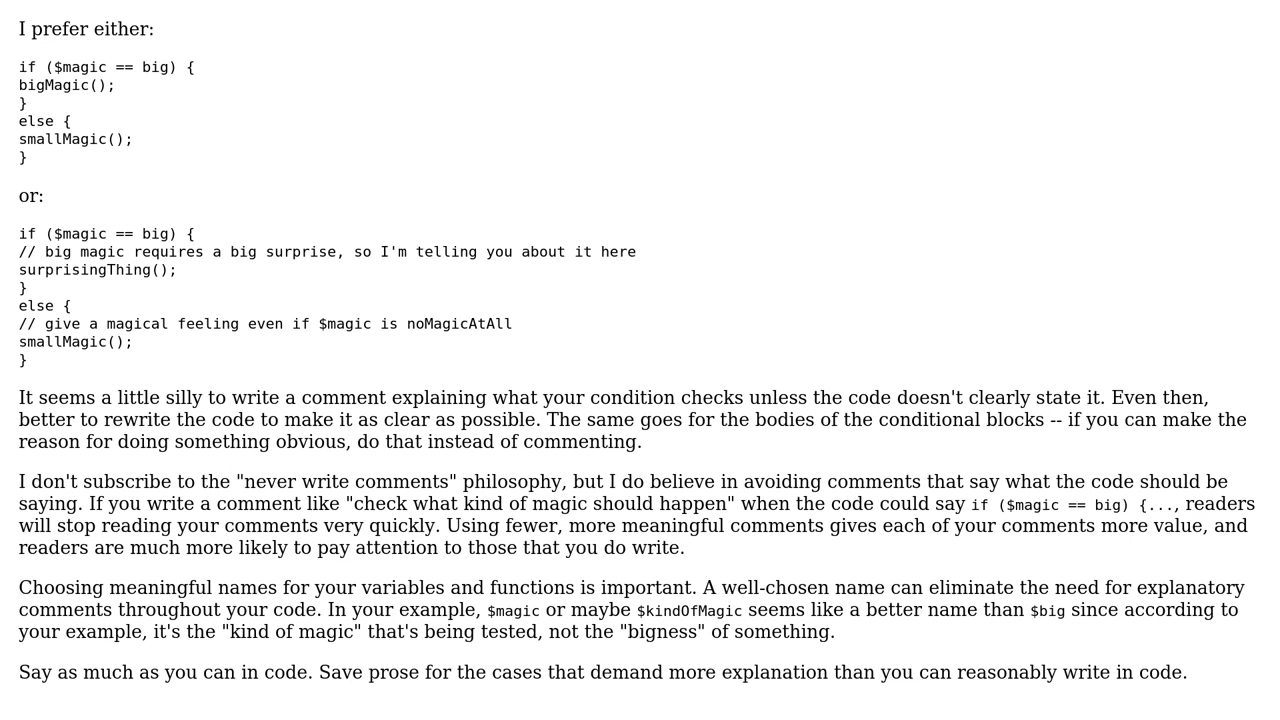 I prefer either:
if ($magic == big) {
bigMagic();
}
else {
smallMagic();
}
or:
if ($magic == big) {
// big magic requires a big surprise, so I'm telling you about it here
surprisingThing();
}
else {
// give a magical feeling even if $magic is noMagicAtAll
smallMagic();
}
It seems a little silly to write a comment explaining what your condition checks unless the code doesn't clearly state it. Even then,
better to rewrite the code to make it as clear as possible. The same goes for the bodies of the conditional blocks -- if you can make the
reason for doing something obvious, do that instead of commenting.
I don't subscribe to the "never write comments" philosophy, but I do believe in avoiding comments that say what the code should be
saying. If you write a comment like "check what kind of magic should happen" when the code could say if ($magic == big) {..., readers
will stop reading your comments very quickly. Using fewer, more meaningful comments gives each of your comments more value, and
readers are much more likely to pay attention to those that you do write.
Choosing meaningful names for your variables and functions is important. A well-chosen name can eliminate the need for explanatory
comments throughout your code. In your example, $magic or maybe $kindOfMagic seems like a better name than $big since according to
your example, it's the "kind of magic" that's being tested, not the "bigness" of something.
Say as much as you can in code. Save prose for the cases that demand more explanation than you can reasonably write in code.